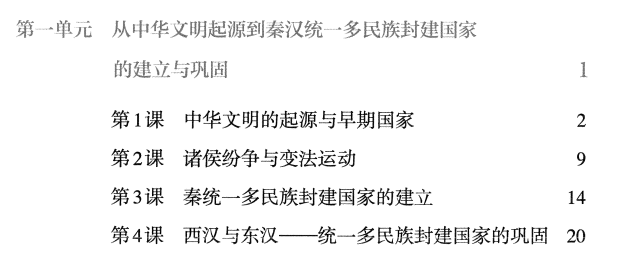 第一单元 从中华文明起源到秦汉统一多民族封建国家
的建立与巩固 1
第1课 中华文明的起源与早期国家 2
第2课 诸侯纷争与变法运动 9
第3课 秦统一多民族封建国家的建立 14
第4课 西汉与东汉——统一多民族封建国家的巩固 20